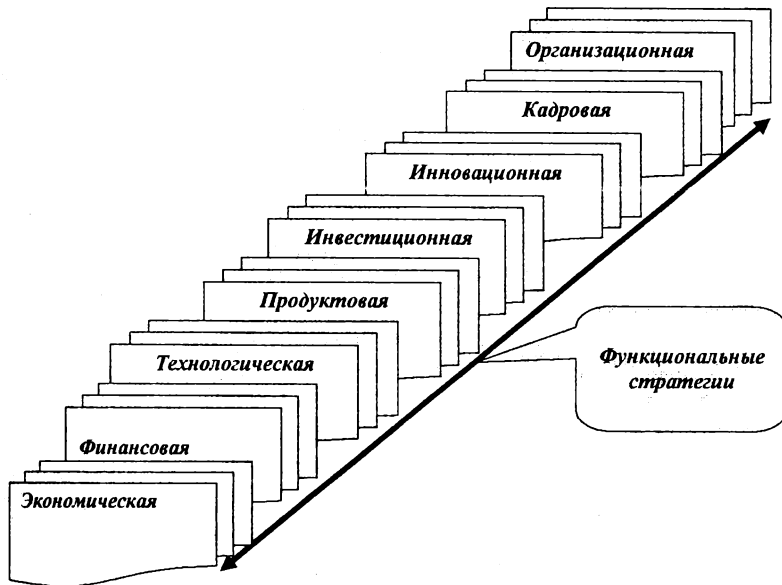 Организационная
Кадровая
Инновационная
Инвестиционная
Продуктовая
Технологическая
Финансовая
Экономическая
Функциональные
стратегии